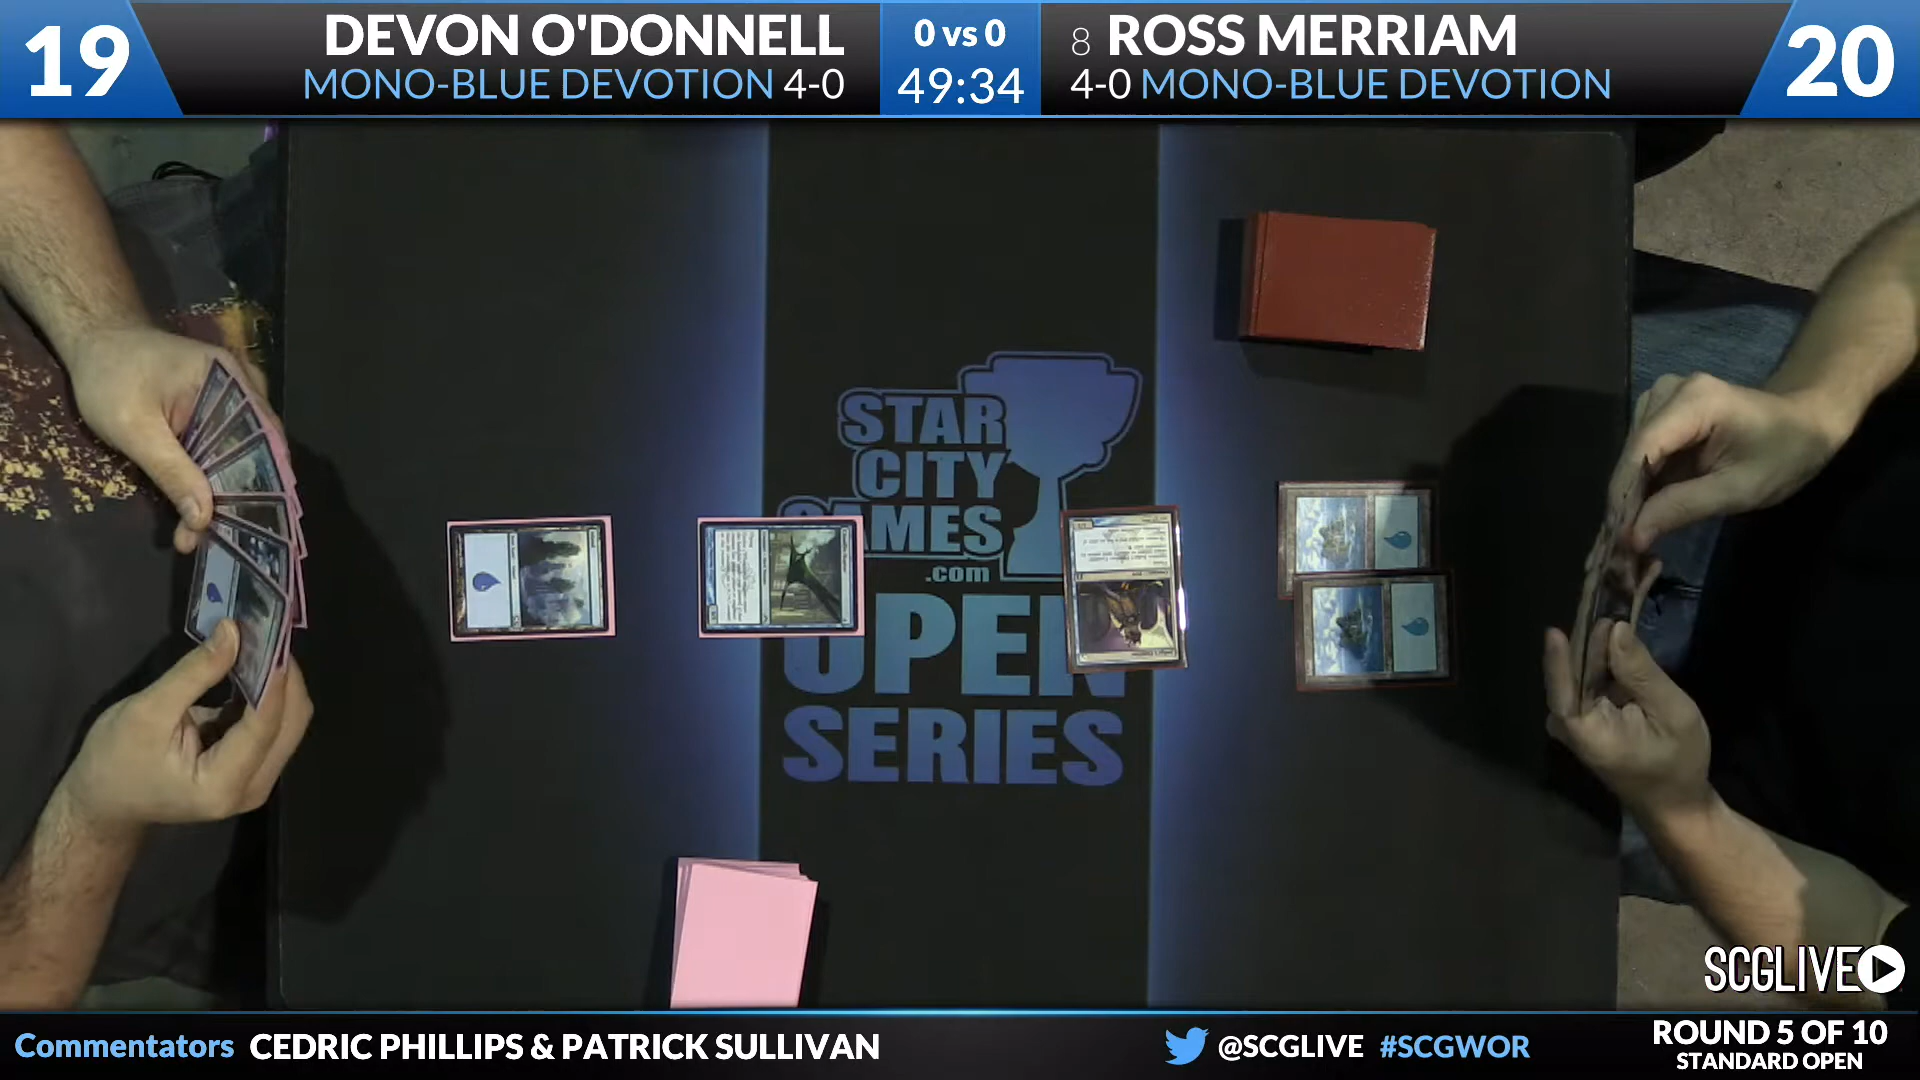 19
DEVON O'DONNELL
MONO-BLUE DEVOTION 4-0
0 vs 0
49:34
8 ROSS MERRIAM
4-0 MONO-BLUE DEVOTION
20
STAR
CITY
GAMES
.com
OPEN
SERIES
SCGLIVE
Commentators CEDRIC PHILLIPS & PATRICK SULLIVAN
@SCGLIVE #SCGWOR
ROUND 5 OF 10
STANDARD OPEN